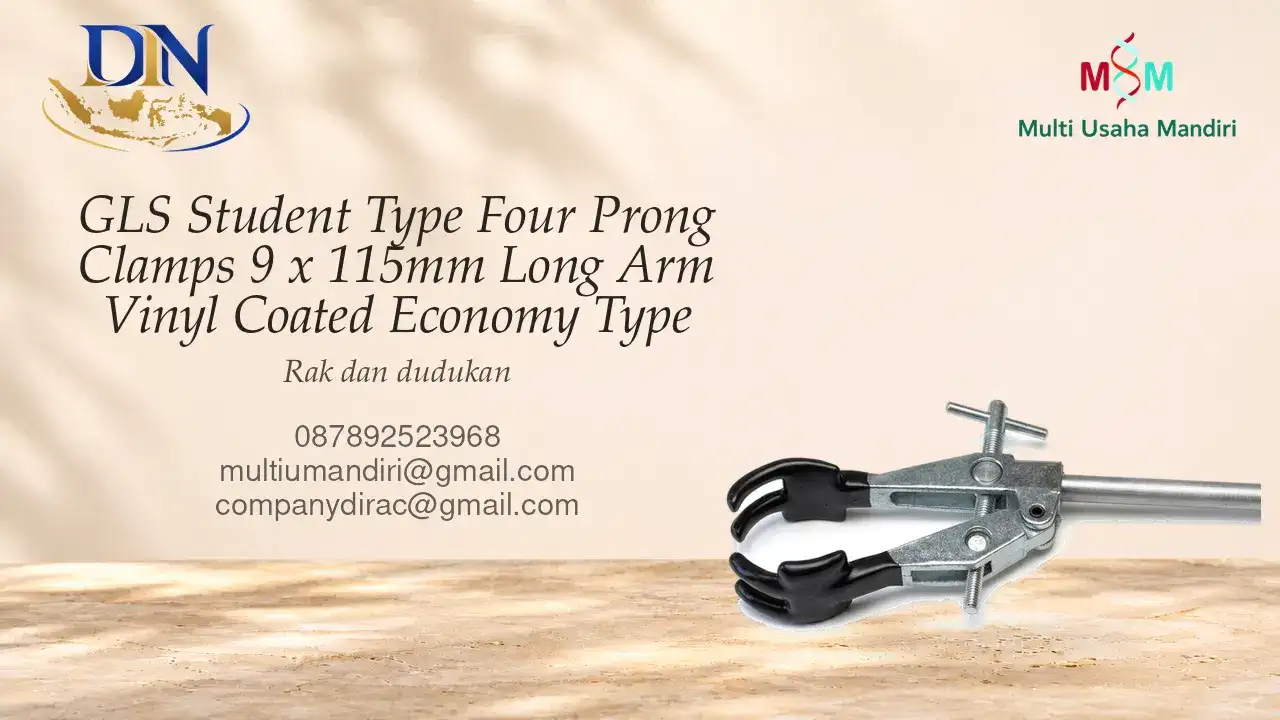 DIN
M M
Multi Usaha Mandiri
GLS Student Type Four Prong
Clamps 9 x 115mm Long Arm
Vinyl Coated Economy Type
Rak dan dudukan
087892523968
multiumandiri@gmail.com
companydirac@gmail.com